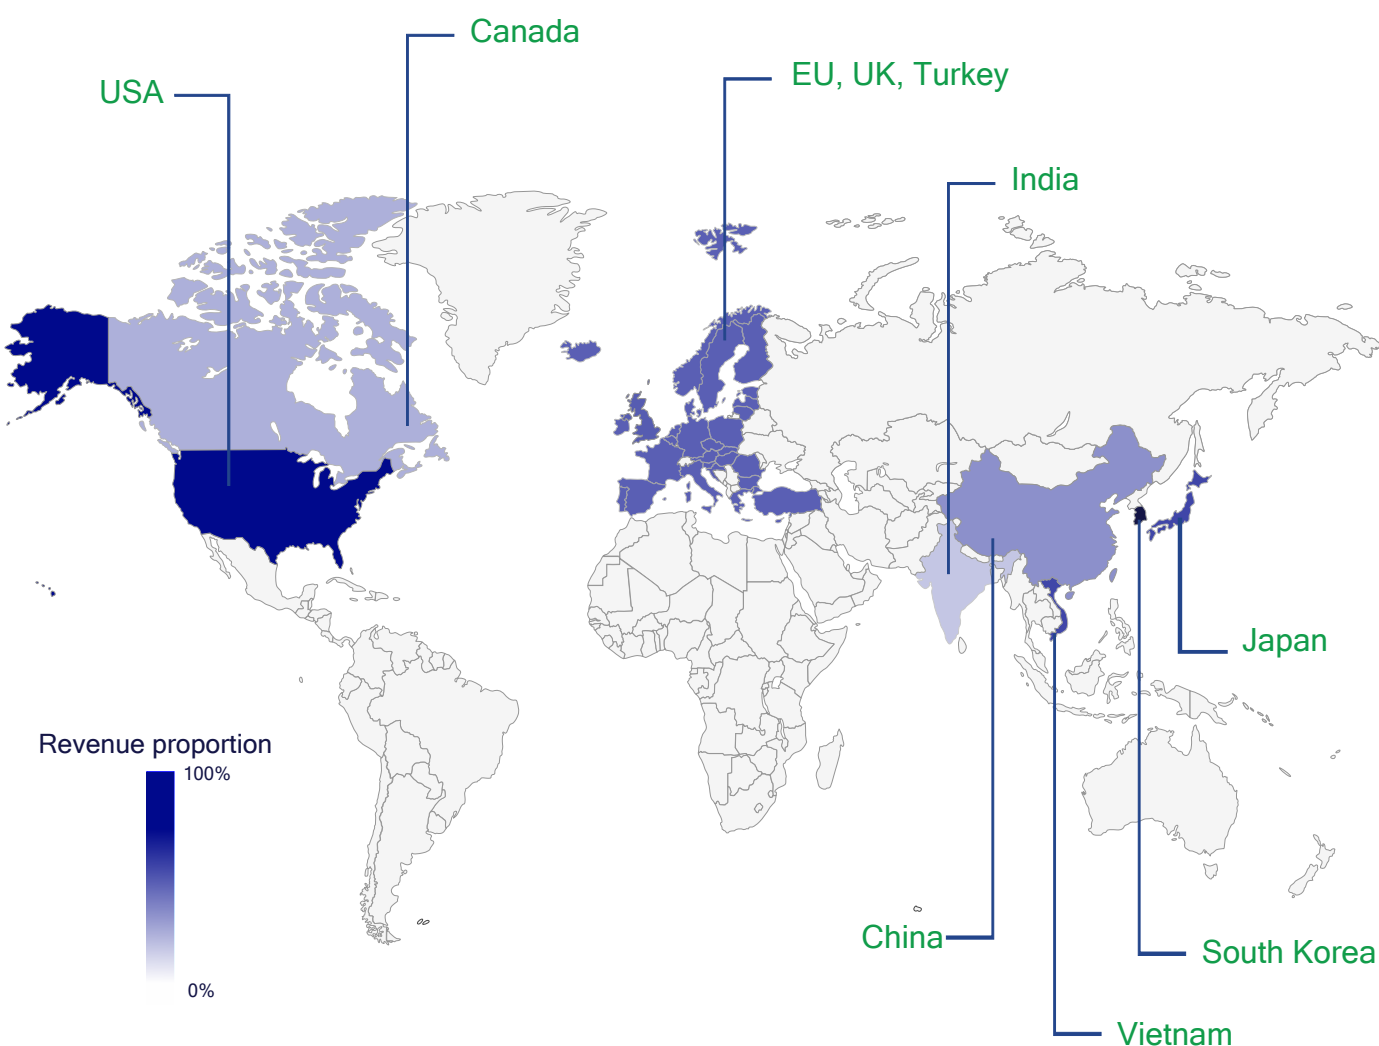 Canada
EU, UK, Turkey
USA
India
Japan
Revenue proportion
100%
0%
China
South Korea
Vietnam